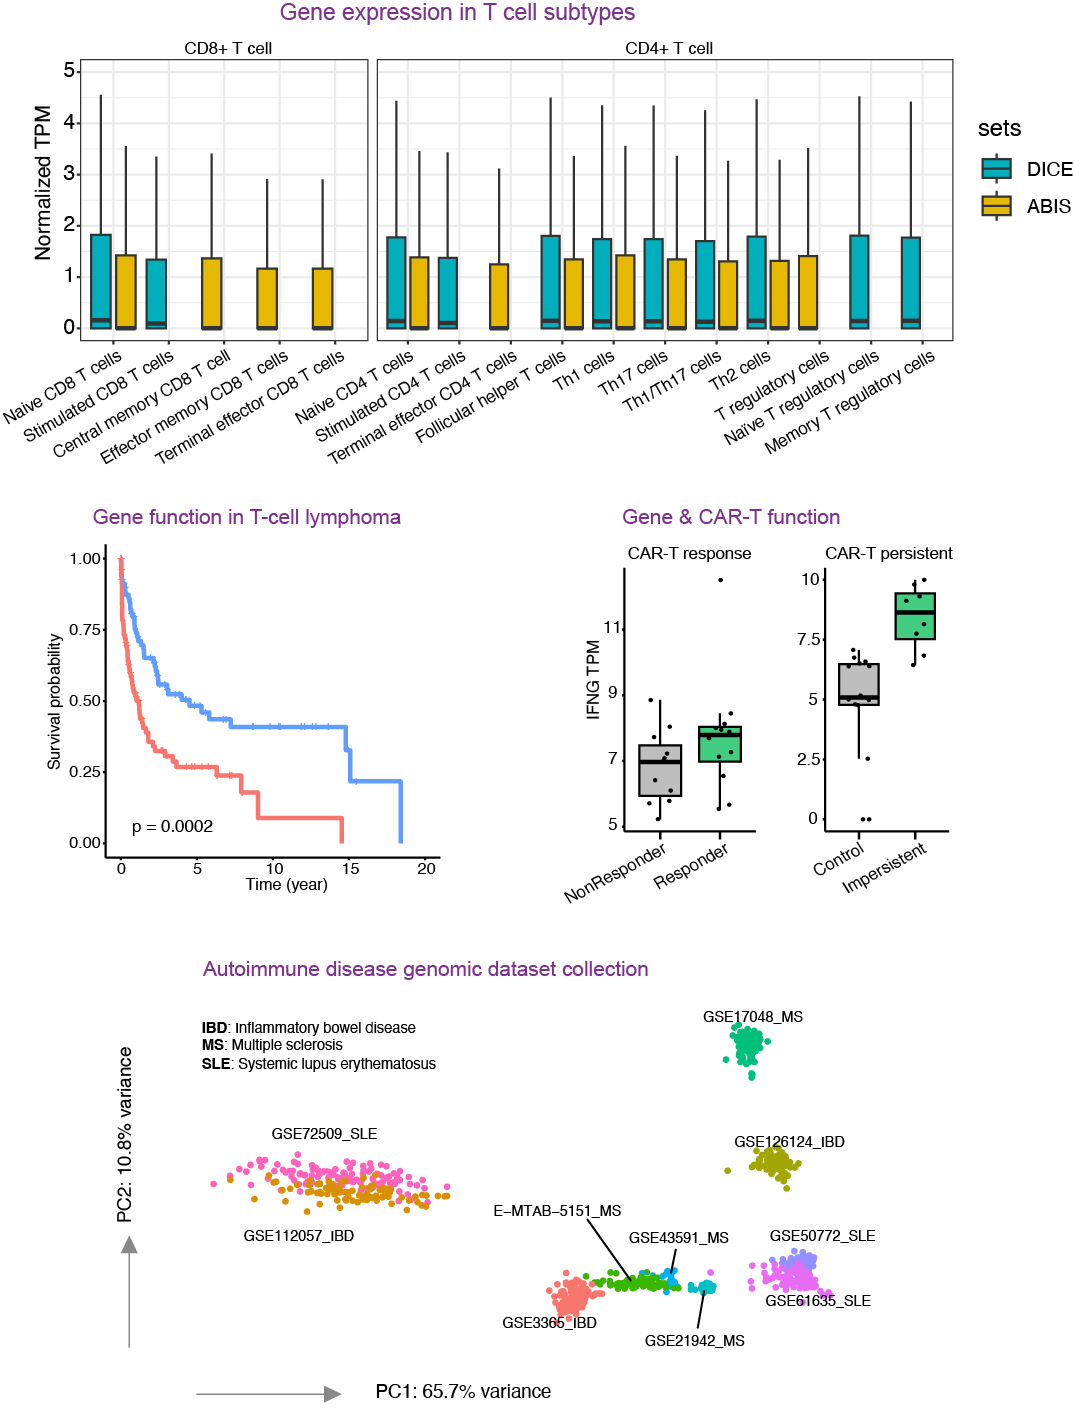 Gene expression in T cell subtypes
CD8+ T cell
CD4+ T cell
Normalized TPM
5
4
3
2
1
0
sets
DICE
ABIS
Naive CD8 T cells
Stimulated CD8 T cells
Central memory CD8 T cell
Effector memory CD8 T cells
Terminal effector CD8 T cells
Naive CD4 T cells
Stimulated CD4 T cells
Terminal effector CD4 T cells
Follicular helper T cells
Th1 cells
Th17 cells
Th1/Th17 cells
Th2 cells
T regulatory cells
Naïve T regulatory cells
Memory T regulatory cells
Gene function in T-cell lymphoma
Survival probability
1.00
0.75
0.50
0.25
0.00
p = 0.0002
0
5
10
15
20
Time (year)
Gene & CAR-T function
CAR-T response
IFNG TPM
11
9
7
5
NonResponder
Responder
CAR-T persistent
10
7.5
5
2.5
0
Control
Impersistent
Autoimmune disease genomic dataset collection
IBD: Inflammatory bowel disease
MS: Multiple sclerosis
SLE: Systemic lupus erythematosus
GSE17048_MS
GSE72509_SLE
GSE126124_IBD
E−MTAB−5151_MS
GSE112057_IBD
GSE43591_MS
GSE50772_SLE
GSE61635_SLE
GSE3365_IBD
GSE21942_MS
PC2: 10.8% variance
PC1: 65.7% variance